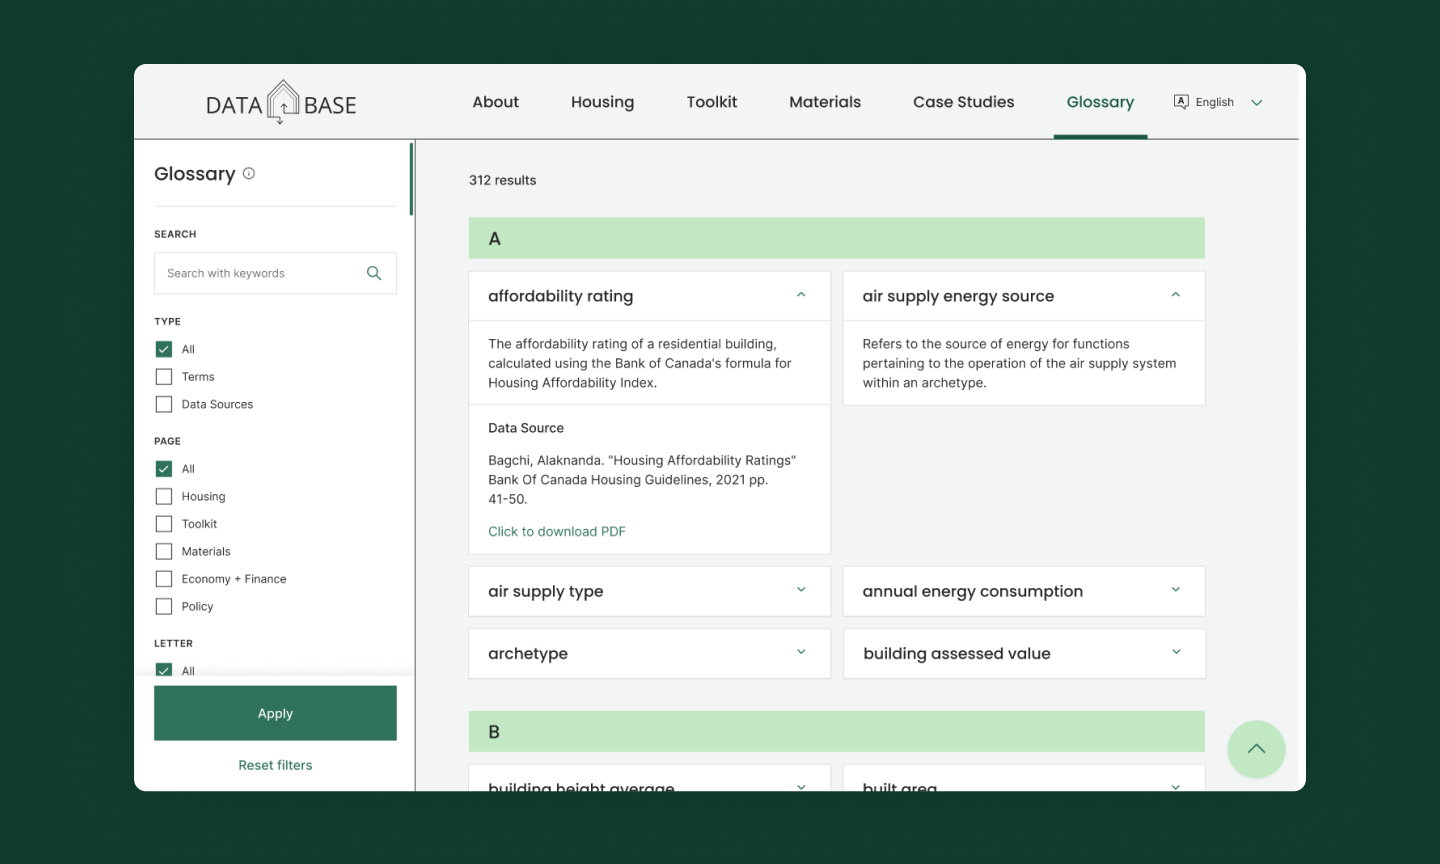 DATA BASE
About Housing Toolkit Materials Case Studies Glossary A English
Glossary
SEARCH
Search with keywords
TYPE
All
Terms
Data Sources
PAGE
All
Housing
Toolkit
Materials
Economy + Finance
Policy
LETTER
All
Apply
Reset filters
312 results
A
affordability rating
The affordability rating of a residential building,
calculated using the Bank of Canada's formula for
Housing Affordability Index.
Data Source
Bagchi, Alaknanda. "Housing Affordability Ratings"
Bank Of Canada Housing Guidelines, 2021 pp.
41-50.
Click to download PDF
air supply energy source
Refers to the source of energy for functions
pertaining to the operation of the air supply system
within an archetype.
air supply type
annual energy consumption
archetype
building assessed value
B
building height average
built area